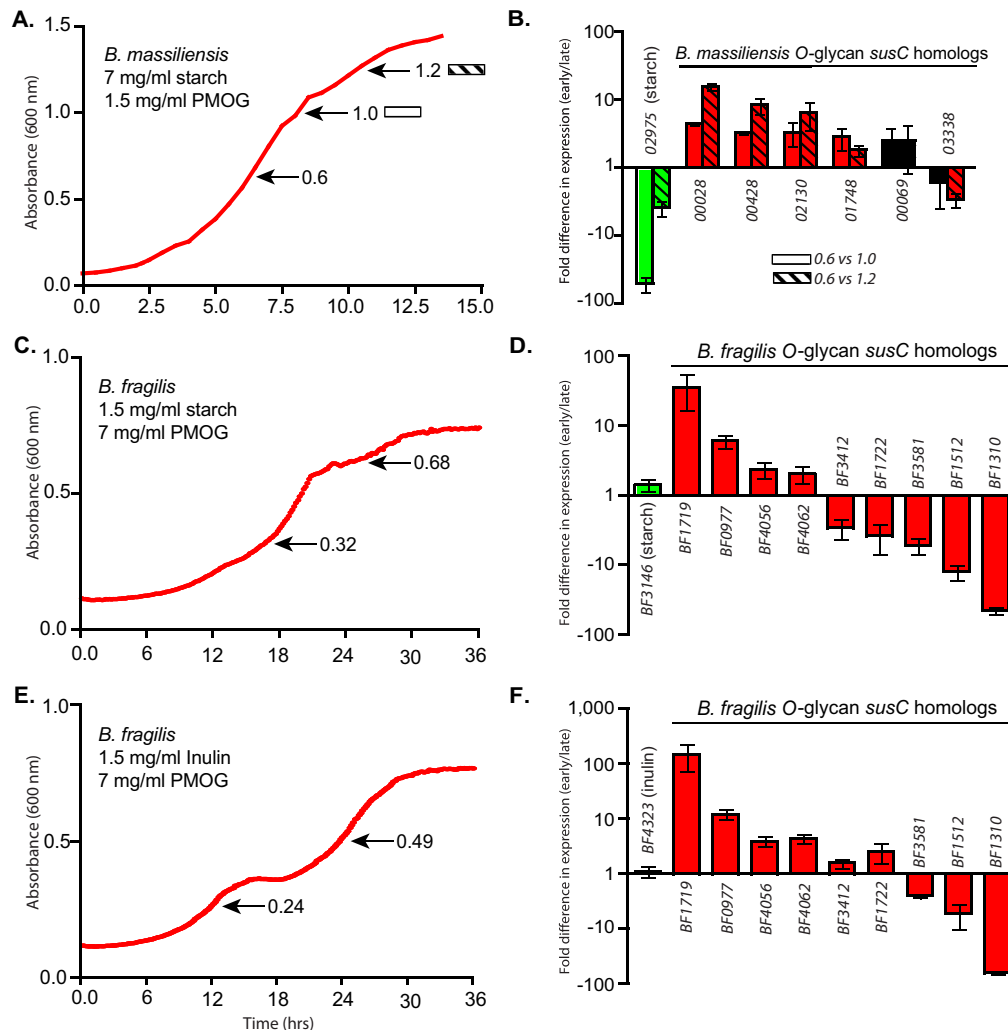 A.
B. massiliensis
7 mg/ml starch
1.5 mg/ml PMOG
Absorbance (600 nm)
1.5
1.0
0.5
0.0
1.2
1.0
0.6
0.0 2.5 5.0 7.5 10.0 12.5 15.0
B.
B. massiliensis O-glycan susC homologs
Fold difference in expression (early/late)
100
10
1
-10
-100
02975 (starch)
00028
00428
02130
01748
00069
03338
0.6 vs 1.0
0.6 vs 1.2
C.
B. fragilis
1.5 mg/ml starch
7 mg/ml PMOG
Absorbance (600 nm)
1.0
0.5
0.0
0.68
0.32
0.0 6 12 18 24 30 36
D.
B. fragilis O-glycan susC homologs
Fold difference in expression (early/late)
100
10
1
-10
-100
BF3146 (starch)
BF1719
BF0977
BF4056
BF4062
BF3412
BF1722
BF3581
BF1512
BF1310
E.
B. fragilis
1.5 mg/ml Inulin
7 mg/ml PMOG
Absorbance (600 nm)
1.0
0.5
0.0
0.49
0.24
0.0 6 12 18 24 30 36
Time (hrs)
F.
B. fragilis O-glycan susC homologs
Fold difference in expression (early/late)
1,000
100
10
1
-10
-100
BF4323 (inulin)
BF1719
BF0977
BF4056
BF4062
BF3412
BF1722
BF3581
BF1512
BF1310